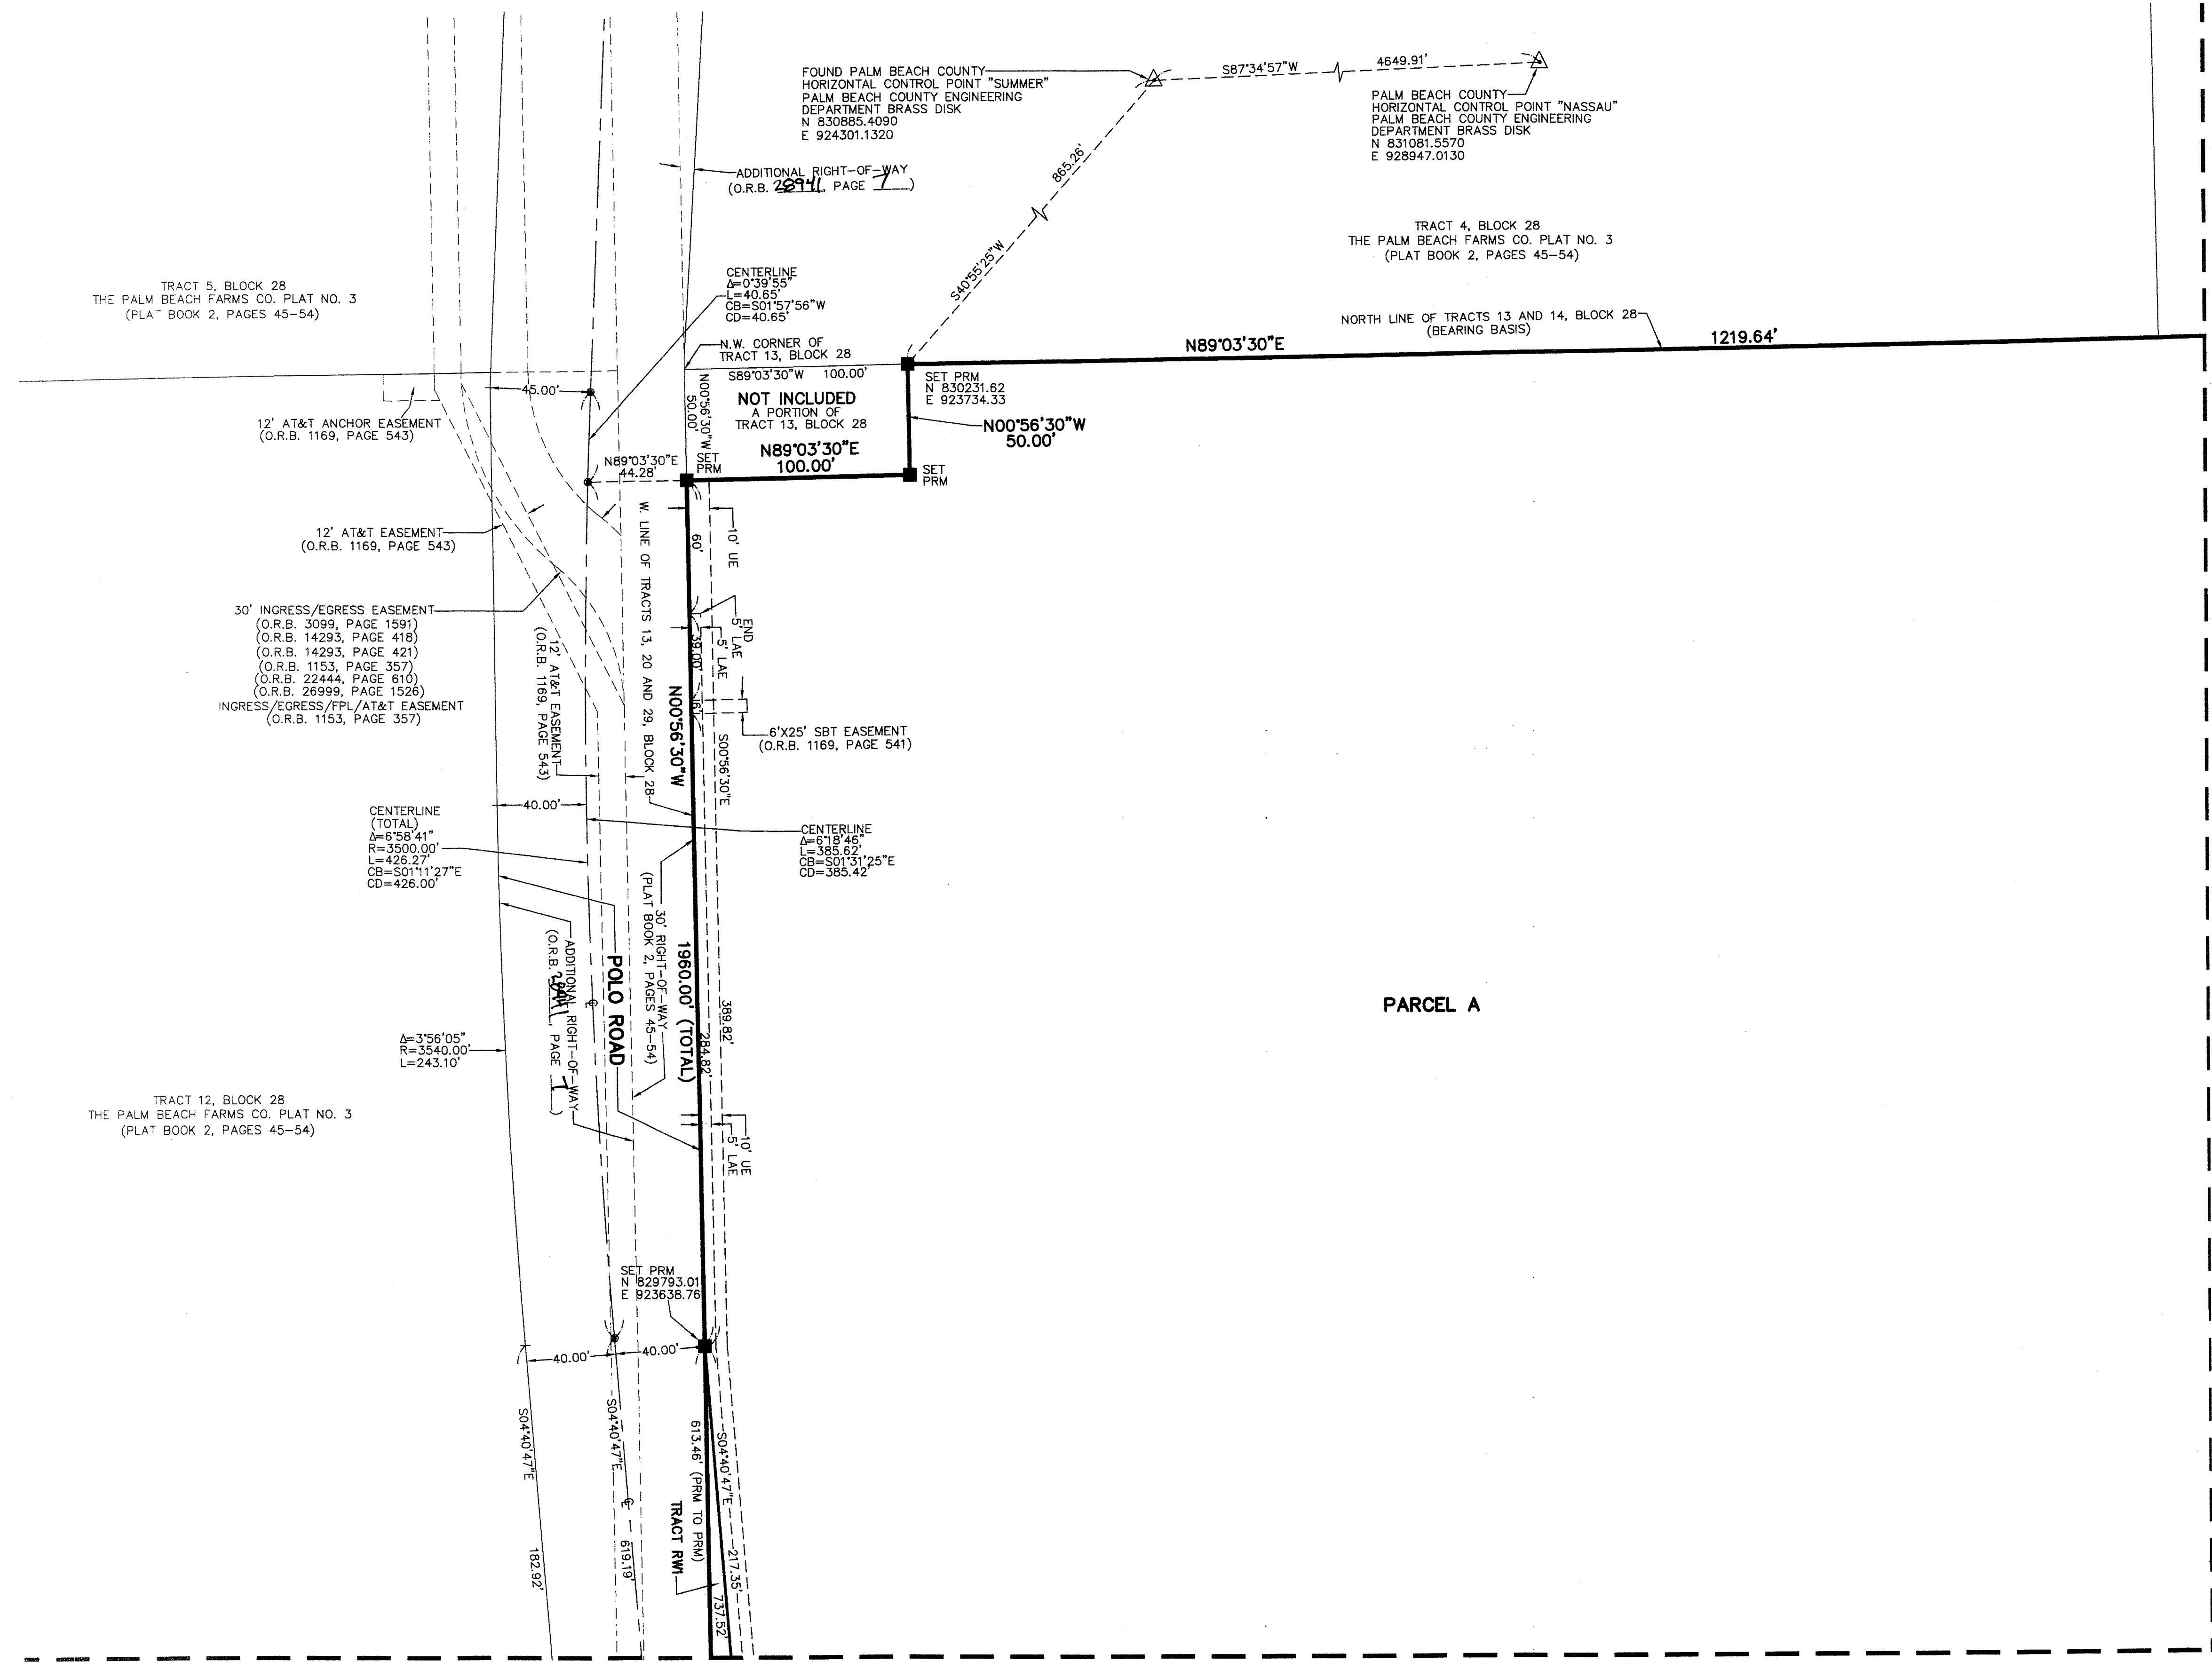 FOUND PALM BEACH COUNTY
HORIZONTAL CONTROL POINT "SUMMER"
PALM BEACH COUNTY ENGINEERING
DEPARTMENT BRASS DISK
N 830885.4090
E 924301.1320
S87°34'57"W
4649.91'
PALM BEACH COUNTY
HORIZONTAL CONTROL POINT "NASSAU"
PALM BEACH COUNTY ENGINEERING
DEPARTMENT BRASS DISK
N 831081.5570
E 928947.0130
865.26'
S40°55'25"W
ADDITIONAL RIGHT-OF-WAY
(O.R.B. 28941, PAGE 7)
TRACT 4, BLOCK 28
THE PALM BEACH FARMS CO. PLAT NO. 3
(PLAT BOOK 2, PAGES 45-54)
TRACT 5, BLOCK 28
THE PALM BEACH FARMS CO. PLAT NO. 3
(PLAT BOOK 2, PAGES 45-54)
CENTERLINE
Δ=0°39'55"
L=40.65'
CB=S01°57'56"W
CD=40.65'
NORTH LINE OF TRACTS 13 AND 14, BLOCK 28
(BEARING BASIS)
N89°03'30"E
1219.64'
N.W. CORNER OF
TRACT 13, BLOCK 28
S89°03'30"W 100.00'
SET PRM
N 830231.62
E 923734.33
N00°56'30"W
50.00'
NOT INCLUDED
A PORTION OF
TRACT 13, BLOCK 28
N00°56'30"W
50.00'
45.00'
12' AT&T ANCHOR EASEMENT
(O.R.B. 1169, PAGE 543)
N89°03'30"E
100.00'
N89°03'30"E
44.28'
SET
PRM
SET
PRM
12' AT&T EASEMENT
(O.R.B. 1169, PAGE 543)
60'
10' UE
W. LINE OF TRACTS 13, 20 AND 29, BLOCK 28
END
5' LAE
5' LAE
39.00'
30' INGRESS/EGRESS EASEMENT
(O.R.B. 3099, PAGE 1591)
(O.R.B. 14293, PAGE 418)
(O.R.B. 14293, PAGE 421)
(O.R.B. 1153, PAGE 357)
(O.R.B. 22444, PAGE 610)
(O.R.B. 26999, PAGE 1526)
INGRESS/EGRESS/FPL/AT&T EASEMENT
(O.R.B. 1153, PAGE 357)
12' AT&T EASEMENT
(O.R.B. 1169, PAGE 543)
N00°56'30"W
6'
6'X25' SBT EASEMENT
(O.R.B. 1169, PAGE 541)
S00°56'30"E
40.00'
CENTERLINE
(TOTAL)
Δ=6°58'41"
R=3500.00'
L=426.27'
CB=S01°11'27"E
CD=426.00'
CENTERLINE
Δ=6°18'46"
L=385.62'
CB=S01°31'25"E
CD=385.42'
30' RIGHT-OF-WAY
(PLAT BOOK 2, PAGES 45-54)
ADDITIONAL RIGHT-OF-WAY
(O.R.B. 28941, PAGE 7)
POLO ROAD
1960.00' (TOTAL)
389.82'
284.82'
PARCEL A
Δ=3°56'05"
R=3540.00'
L=243.10'
TRACT 12, BLOCK 28
THE PALM BEACH FARMS CO. PLAT NO. 3
(PLAT BOOK 2, PAGES 45-54)
10' UE
5' LAE
SET PRM
N 829793.01
E 923638.76
40.00'
40.00'
S04°40'47"E
182.92'
S04°40'47"E
619.19'
613.46' (PRM TO PRM)
TRACT RW1
S04°40'47"E
217.35'
737.52'